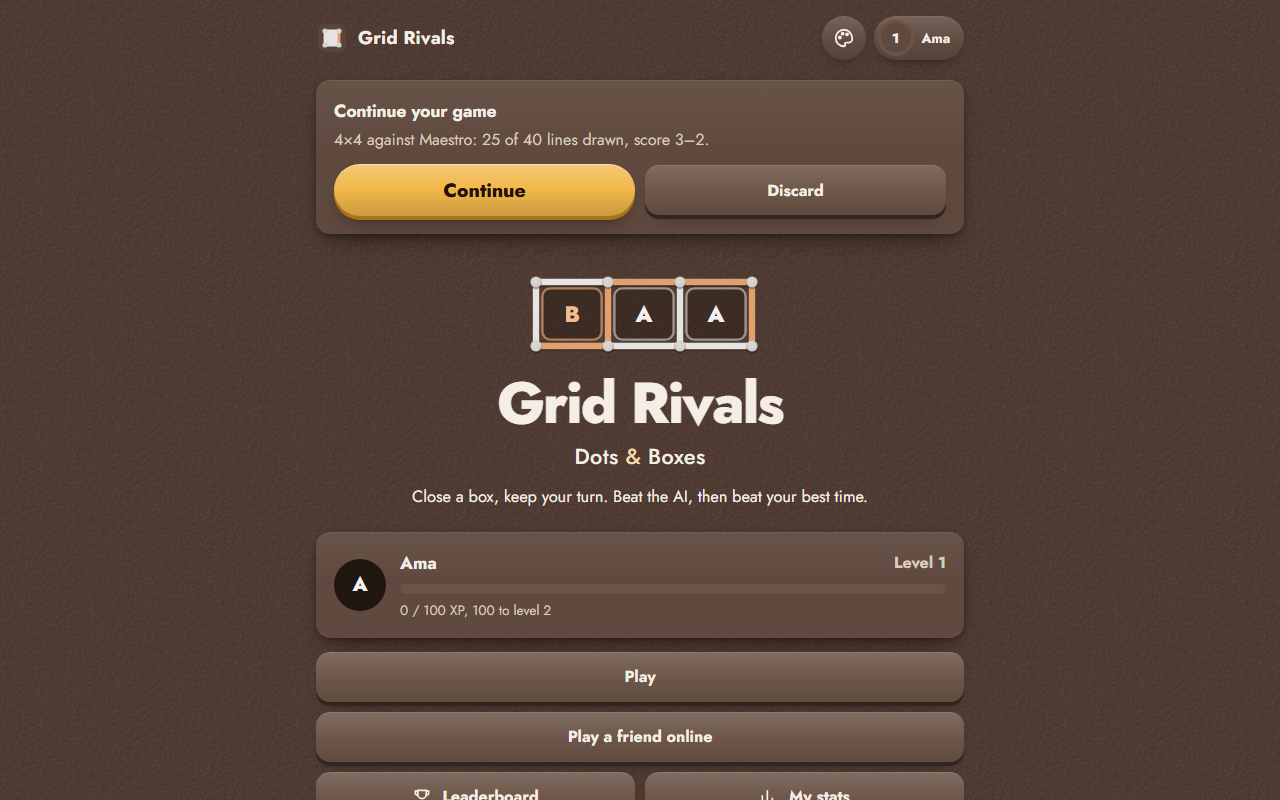 Grid Rivals
1 Ama
Continue your game
4×4 against Maestro: 25 of 40 lines drawn, score 3–2.
Continue
Discard
B A A
Grid Rivals
Dots & Boxes
Close a box, keep your turn. Beat the AI, then beat your best time.
A
Ama
Level 1
0 / 100 XP, 100 to level 2
Play
Play a friend online
Leaderboard
My stats